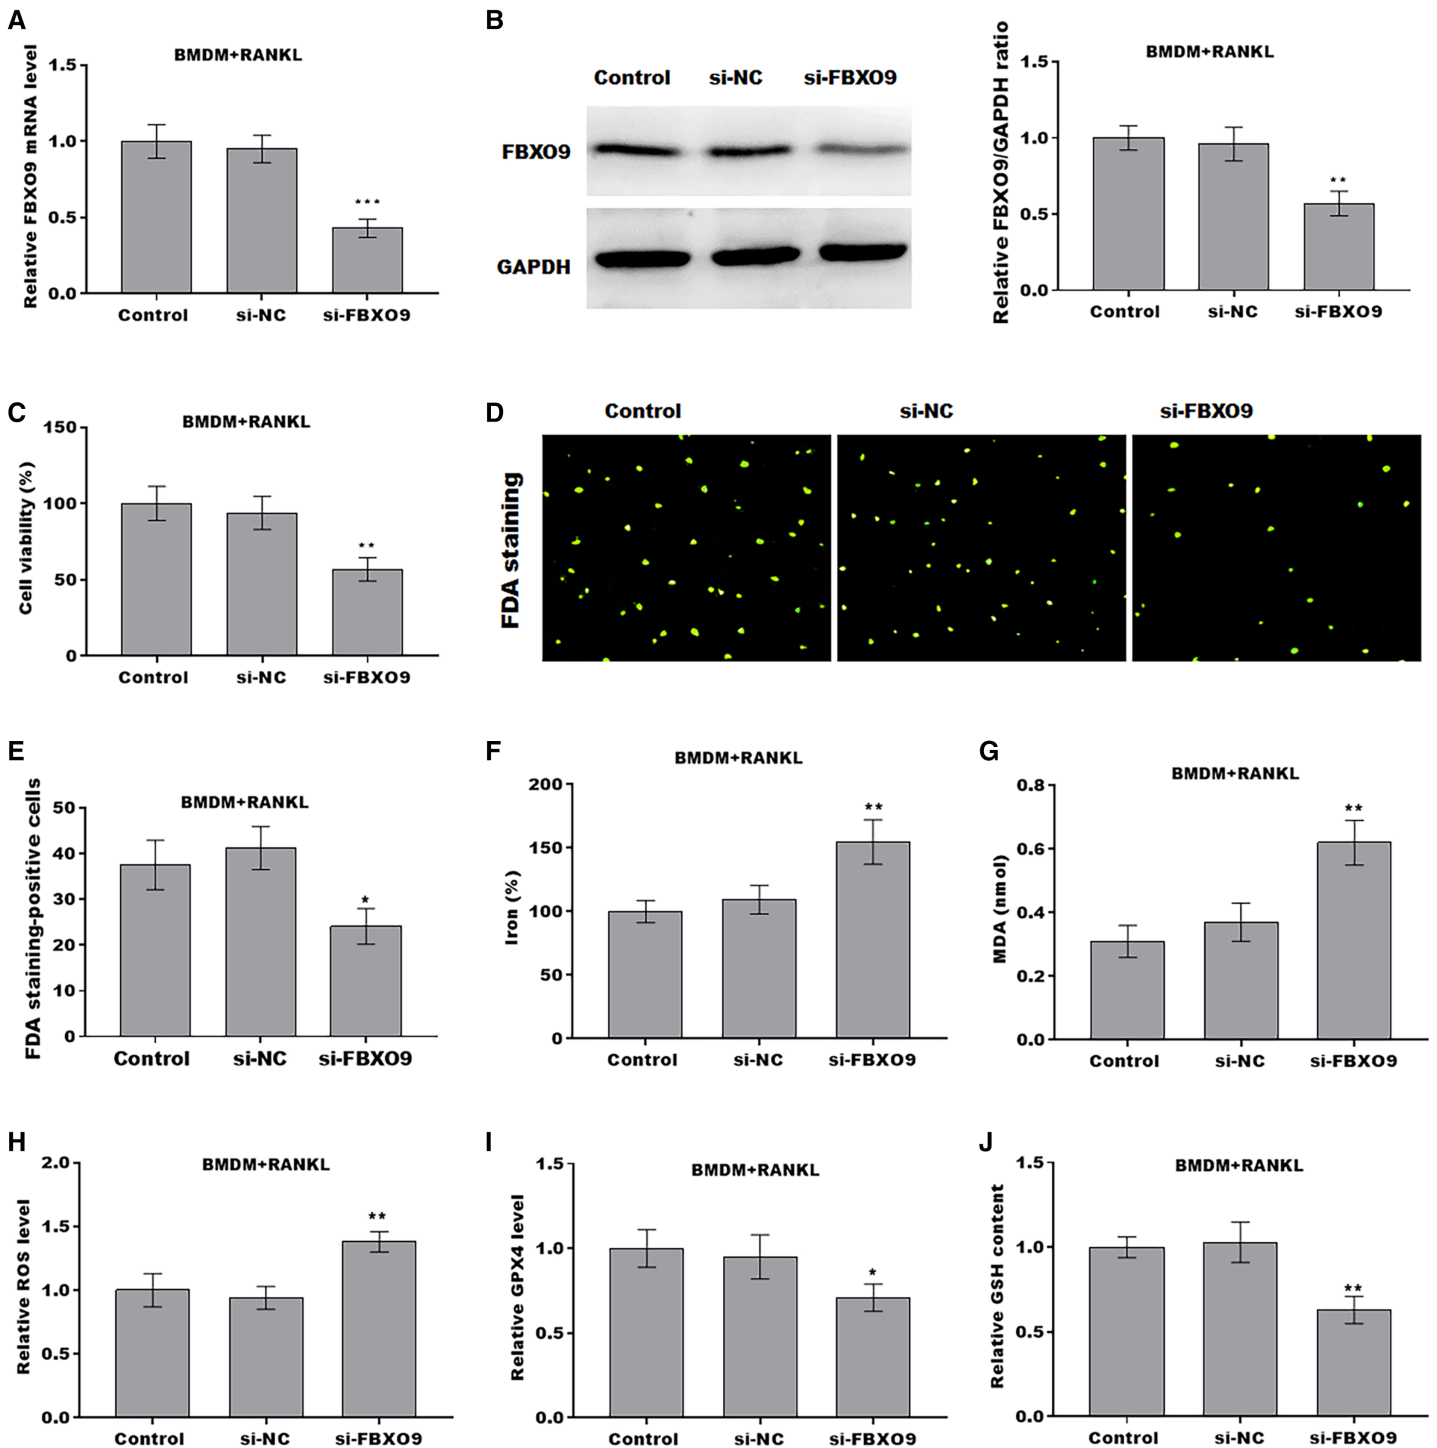 A
BMDM+RANKL
Relative FBXO9 mRNA level
1.5
1.0
0.5
0.0
Control si-NC si-FBXO9
***
B
Control si-NC si-FBXO9
FBXO9
GAPDH
BMDM+RANKL
Relative FBXO9/GAPDH ratio
1.5
1.0
0.5
0.0
Control si-NC si-FBXO9
**
C
BMDM+RANKL
Cell viability (%)
150
100
50
0
Control si-NC si-FBXO9
**
D
Control si-NC si-FBXO9
FDA staining
E
BMDM+RANKL
FDA staining-positive cells
50
40
30
20
10
0
Control si-NC si-FBXO9
*
F
BMDM+RANKL
Iron (%)
200
150
100
50
0
Control si-NC si-FBXO9
**
G
BMDM+RANKL
MDA (nmol)
0.8
0.6
0.4
0.2
0.0
Control si-NC si-FBXO9
**
H
BMDM+RANKL
Relative ROS level
2.0
1.5
1.0
0.5
0.0
Control si-NC si-FBXO9
**
I
BMDM+RANKL
Relative GPX4 level
1.5
1.0
0.5
0.0
Control si-NC si-FBXO9
*
J
BMDM+RANKL
Relative GSH content
1.5
1.0
0.5
0.0
Control si-NC si-FBXO9
**